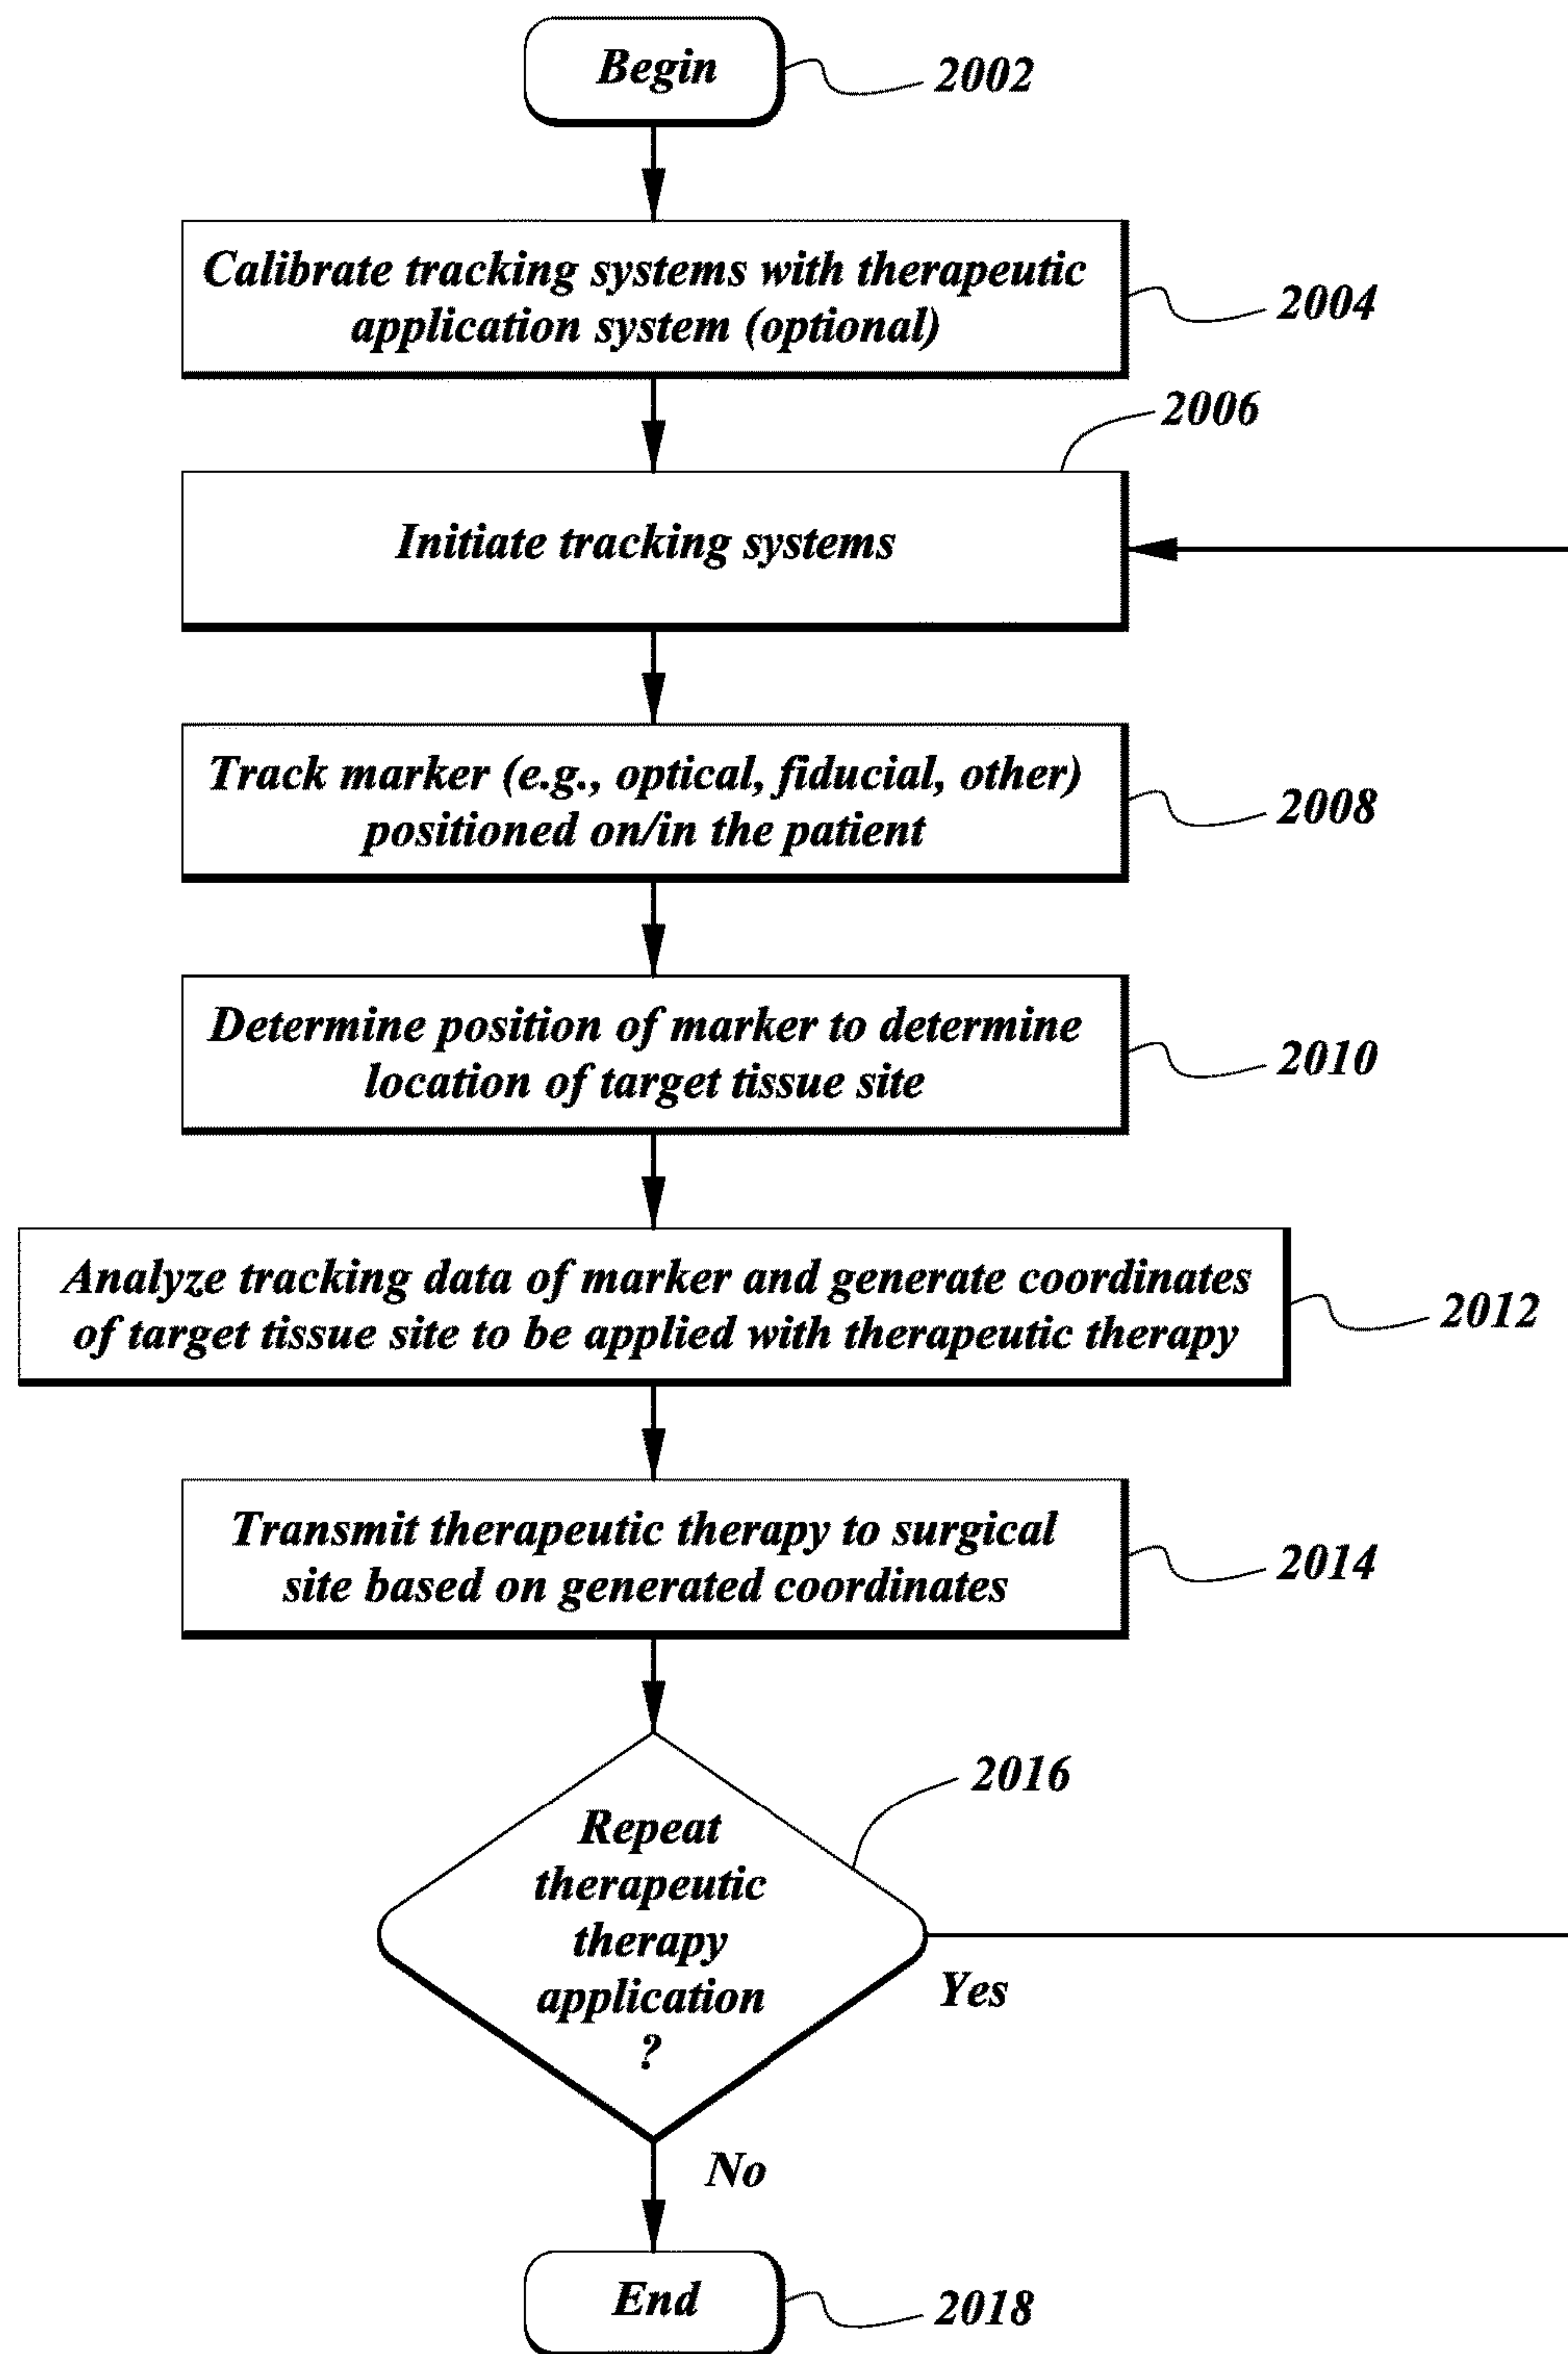 Begin
2002
Calibrate tracking systems with therapeutic
application system (optional)
2004
2006
Initiate tracking systems
Track marker (e.g., optical, fiducial, other)
positioned on/in the patient
2008
Determine position of marker to determine
location of target tissue site
2010
Analyze tracking data of marker and generate coordinates
of target tissue site to be applied with therapeutic therapy
2012
Transmit therapeutic therapy to surgical
site based on generated coordinates
2014
2016
Repeat
therapeutic
therapy
application
?
Yes
No
End
2018